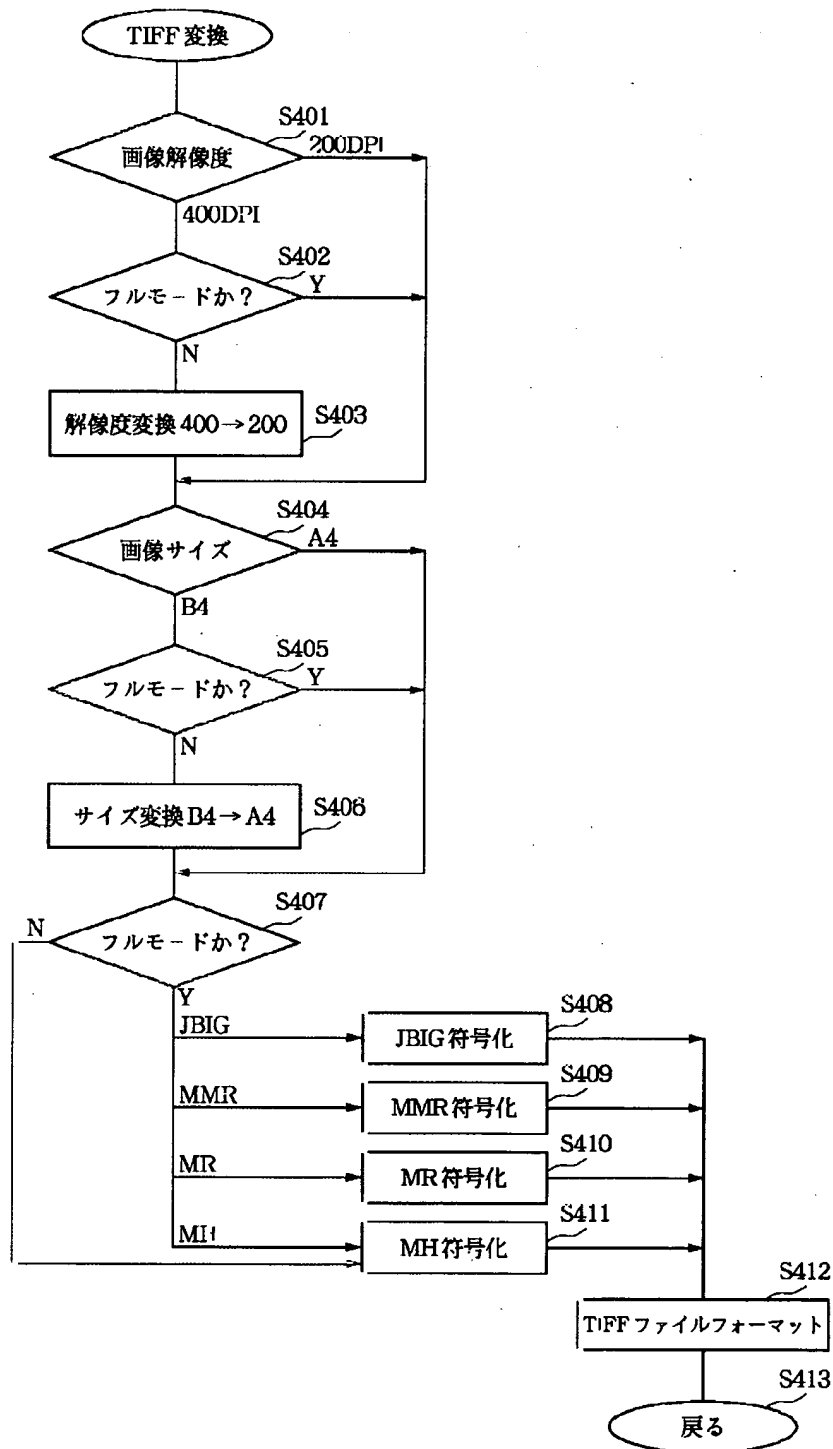 TIFF変換
S401
画像解像度
200DPI
400DPI
S402
フルモードか？
Y
N
解像度変換400→200
S403
S404
画像サイズ
A4
B4
S405
フルモードか？
Y
N
サイズ変換B4→A4
S406
S407
フルモードか？
N
Y
JBIG
JBIG符号化
S408
MMR
MMR符号化
S409
MR
MR符号化
S410
MH
MH符号化
S411
S412
TIFFファイルフォーマット
S413
戻る